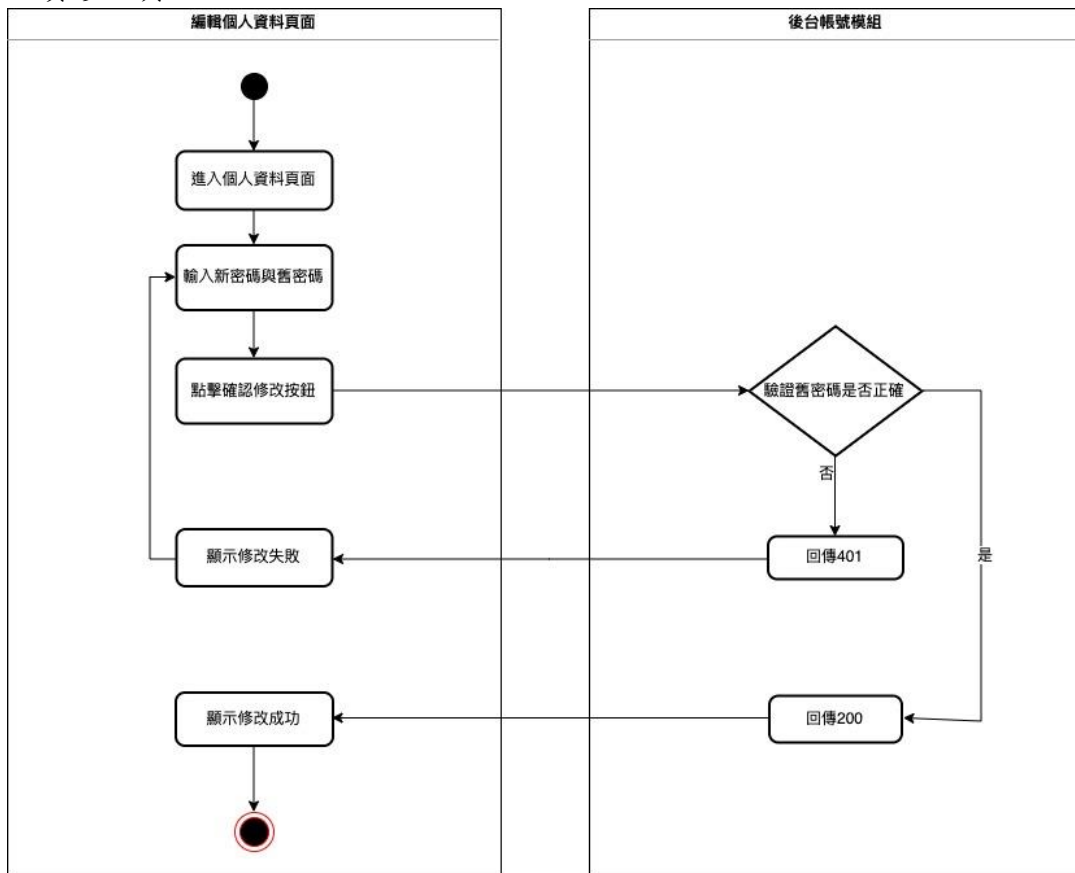 編輯個人資料頁面
後台帳號模組
進入個人資料頁面
輸入新密碼與舊密碼
點擊確認修改按鈕
驗證舊密碼是否正確
否
是
顯示修改失敗
回傳401
顯示修改成功
回傳200